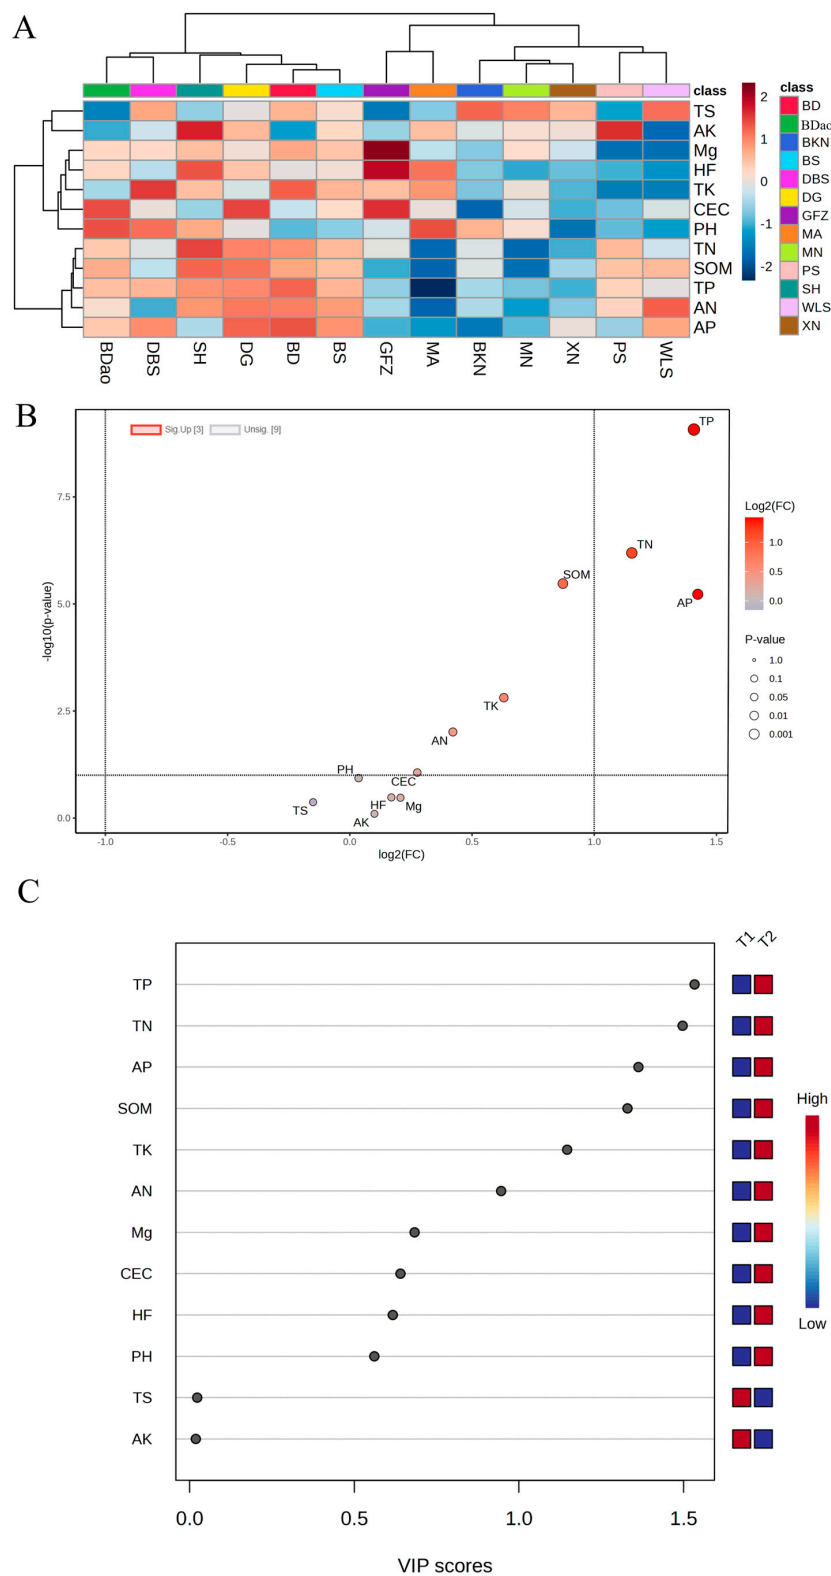 A
class
TS
AK
Mg
HF
TK
CEC
PH
TN
SOM
TP
AN
AP
BDao
DBS
SH
DG
BD
BS
GFZ
MA
BKN
MN
XN
PS
WLS
2
1
0
-1
-2
class
BD
BDao
BKN
BS
DBS
DG
GFZ
MA
MN
PS
SH
WLS
XN
B
Sig.Up [3] Unsig. [9]
TP
TN
SOM
AP
TK
AN
PH
CEC
TS
HF
Mg
AK
7.5
5.0
2.5
0.0
-log10(p-value)
-1.0 -0.5 0.0 0.5 1.0 1.5
log2(FC)
Log2(FC)
1.0
0.5
0.0
P-value
1.0
0.1
0.05
0.01
0.001
C
T1 T2
TP
TN
AP
SOM
TK
AN
Mg
CEC
HF
PH
TS
AK
High
Low
0.0 0.5 1.0 1.5
VIP scores